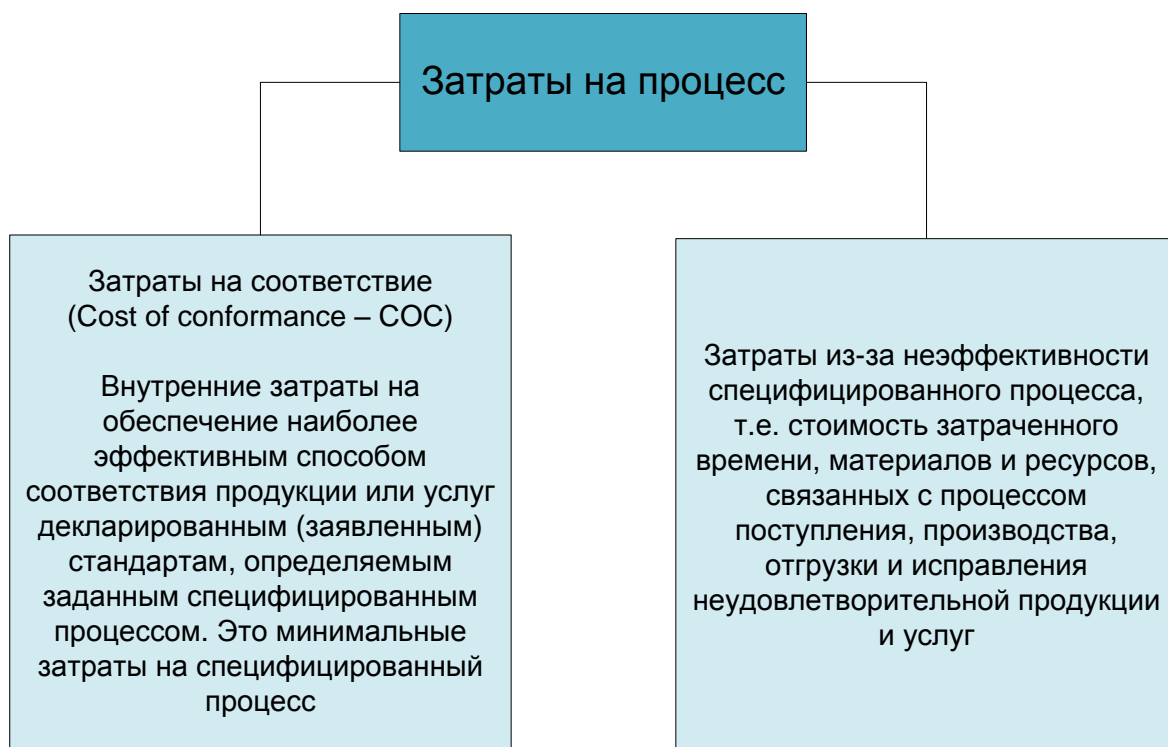 Затраты на процесс
Затраты на соответствие
(Cost of conformance – COC)
Внутренние затраты на
обеспечение наиболее
эффективным способом
соответствия продукции или услуг
декларированным (заявленным)
стандартам, определяемым
заданным специфицированным
процессом. Это минимальные
затраты на специфицированный
процесс
Затраты из-за неэффективности
специфицированного процесса,
т.е. стоимость затраченного
времени, материалов и ресурсов,
связанных с процессом
поступления, производства,
отгрузки и исправления
неудовлетворительной продукции
и услуг